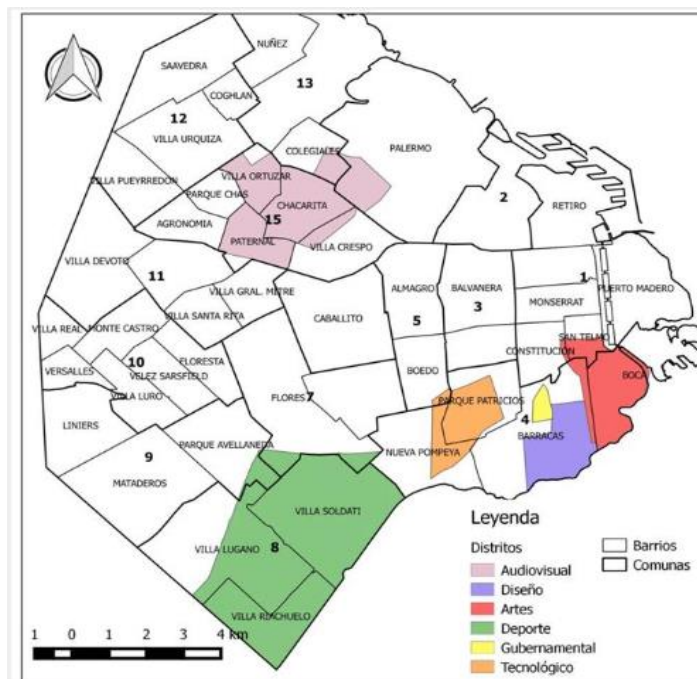 NUÑEZ
SAAVEDRA
COGHLAN
13
12
VILLA URQUIZA
COLEGIALES
PALERMO
VILLA PUEYRREDON
VILLA ORTUZAR
PARQUE CHAS
CHACARITA
2
RETIRO
AGRONOMIA
15
PATERNAL
VILLA CRESPO
VILLA DEVOTO
11
VILLA GRAL. MITRE
ALMAGRO
BALVANERA
1
PUERTO MADERO
VILLA REAL
MONTE CASTRO
VILLA SANTA RITA
CABALLITO
5
3
MONSERRAT
SAN TELMO
VERSALLES
10
FLORESTA
VELEZ SARSFIELD
CONSTITUCIÓN
BOEDO
BOCA
VILLA LURO
FLORES
7
PARQUE PATRICIOS
LINIERS
4
BARRACAS
PARQUE AVELLANEDA
NUEVA POMPEYA
9
MATADEROS
VILLA SOLDATI
VILLA LUGANO
8
VILLA RIACHUELO
Leyenda
Distritos
Audiovisual
Diseño
Artes
Deporte
Gubernamental
Tecnológico
Barrios
Comunas
1 0 1 2 3 4 km